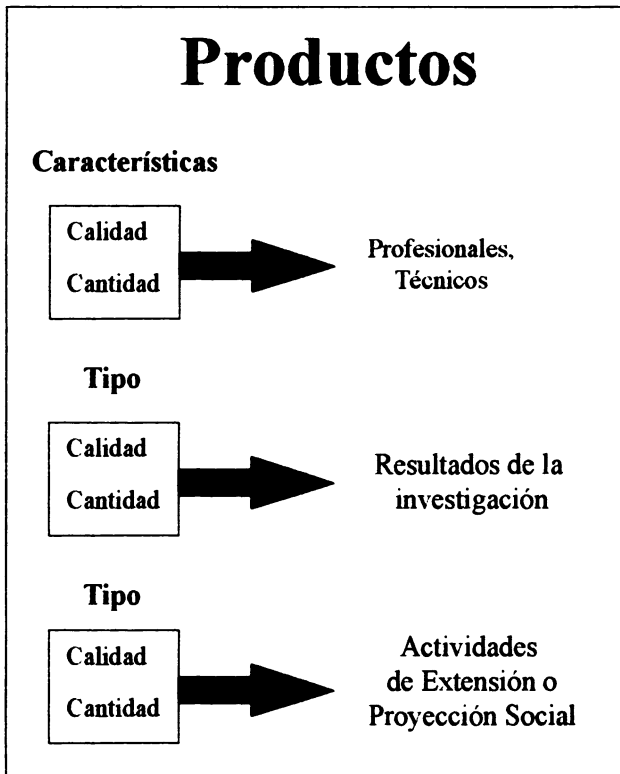 Productos
Característícas
Calidad
Cantidad
Profesionales,
Técnicos
Tipo
Calidad
Cantidad
Resultados de la
investigación
Tipo
Calidad
Cantidad
Actividades
de Extensión o
Proyección Social